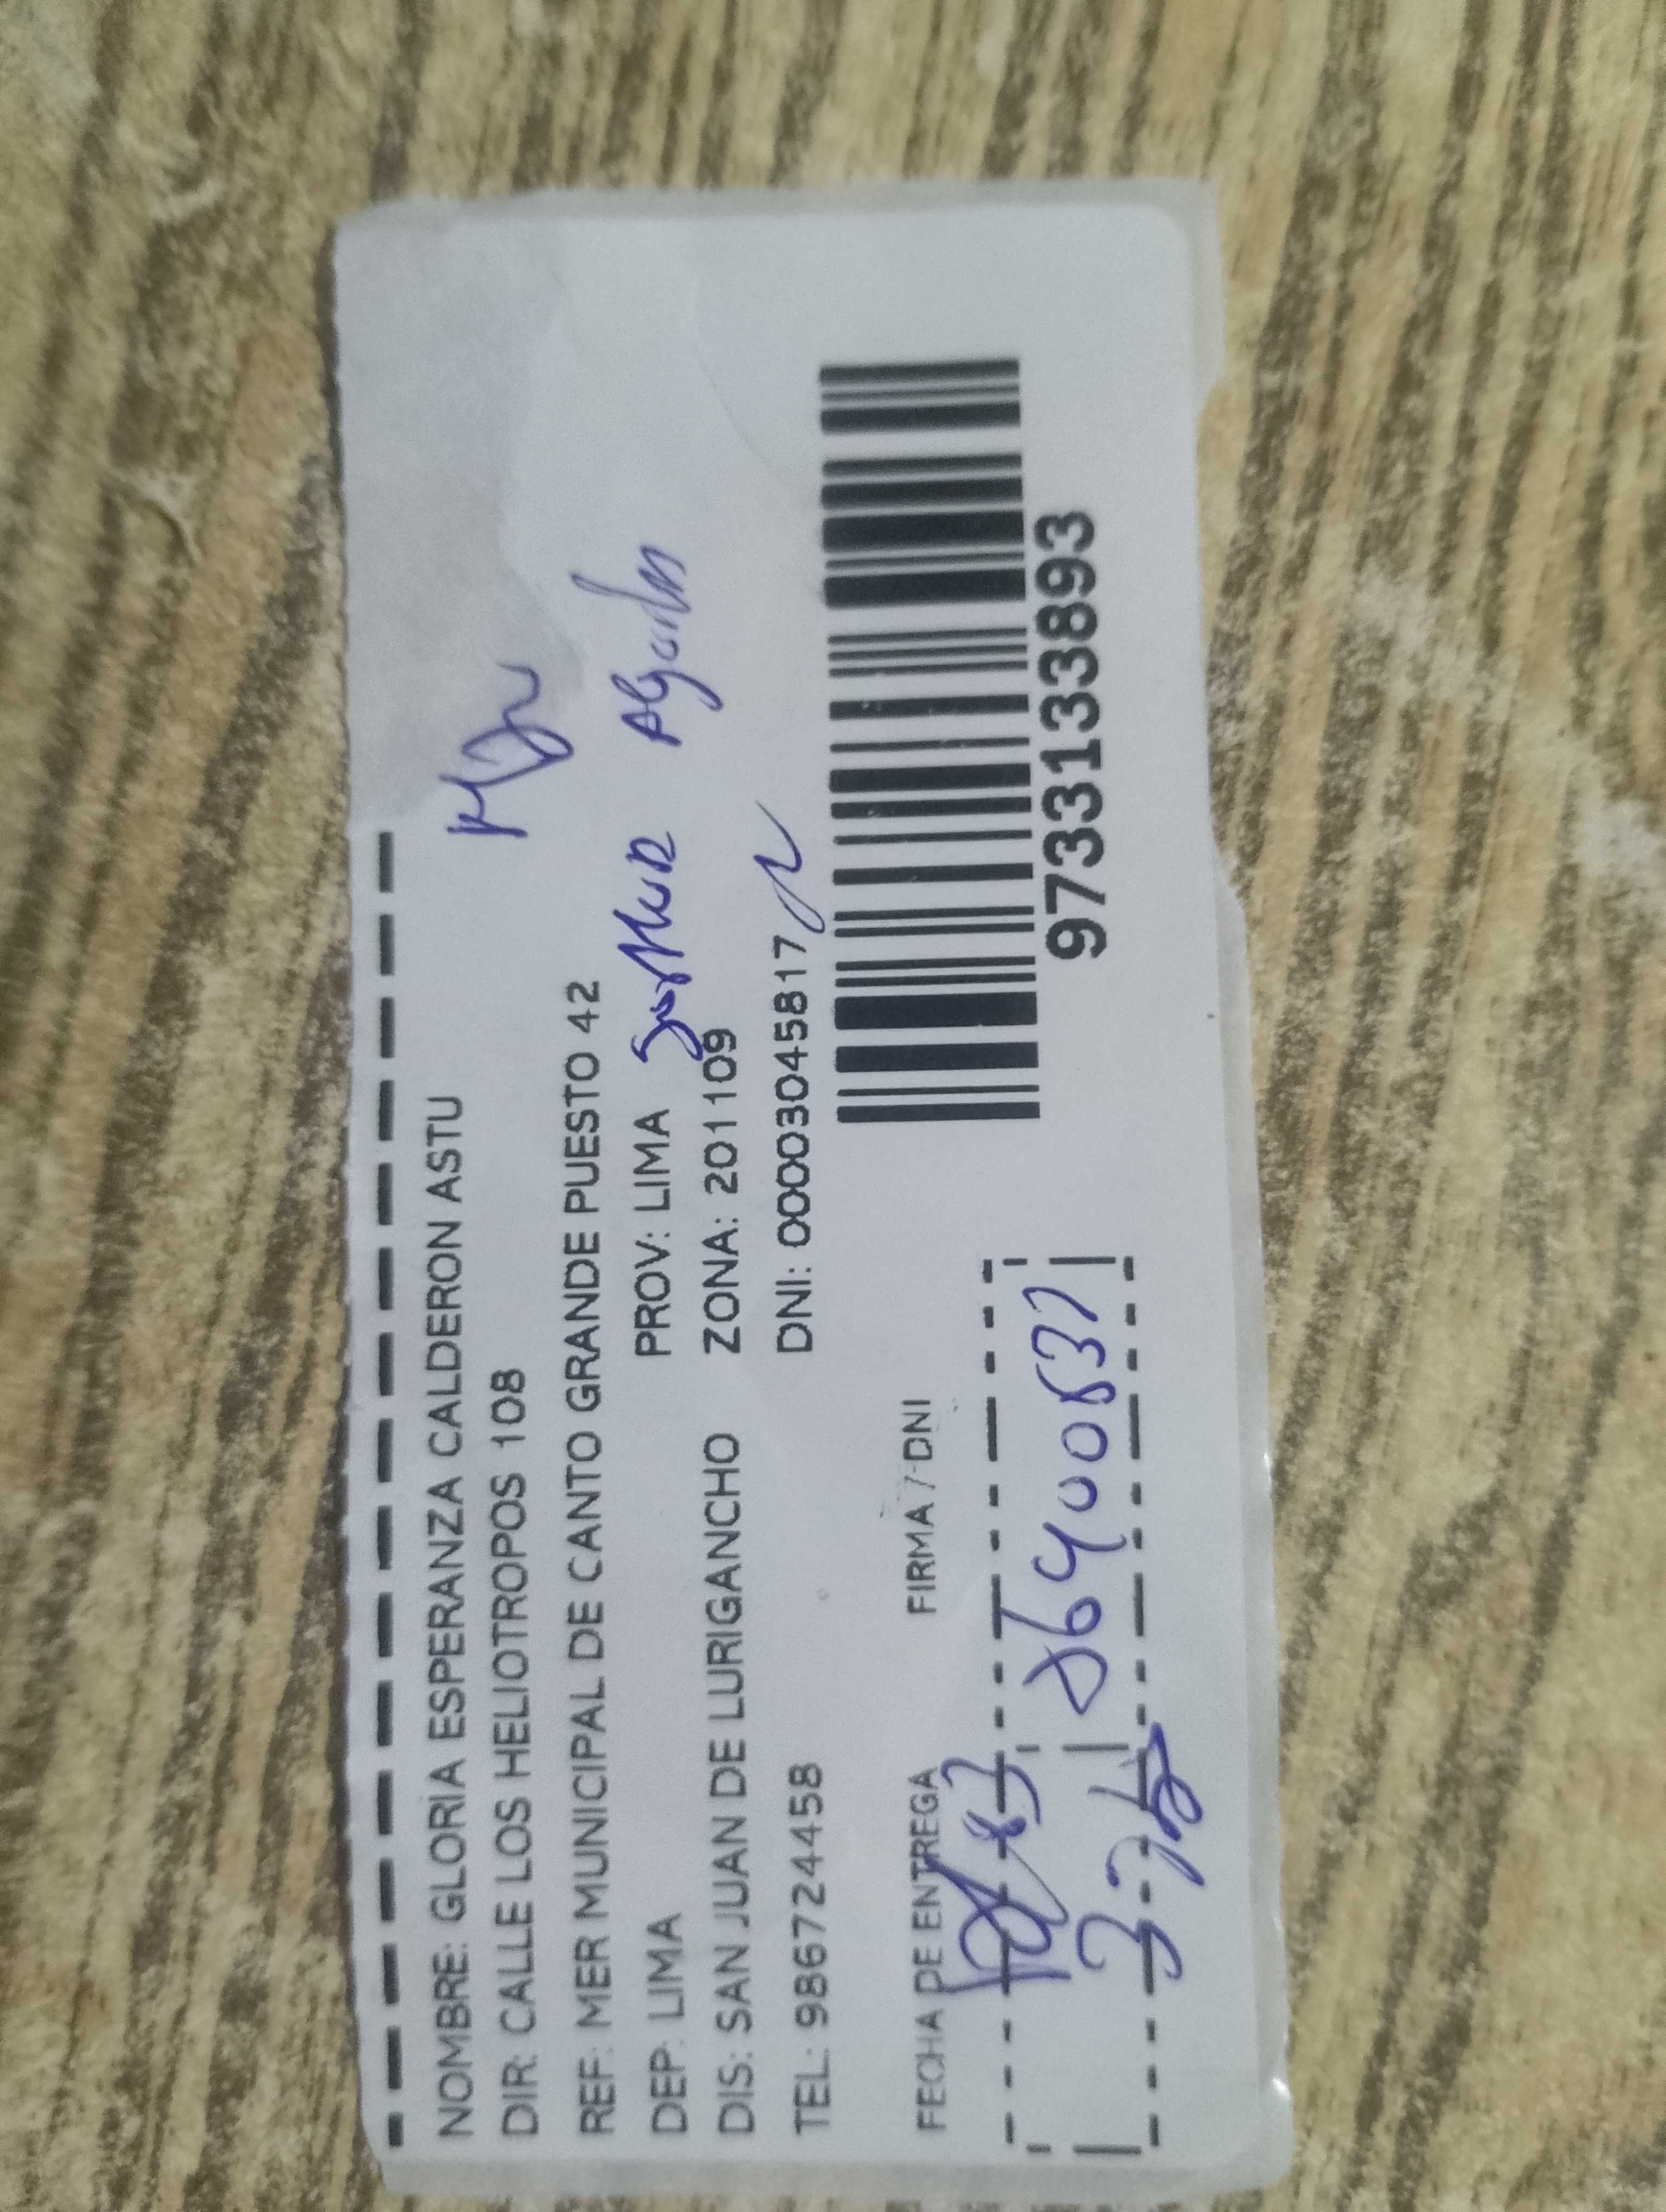 NOMBRE: GLORIA ESPERANZA CALDERON ASTU
DIR: CALLE LOS HELIOTROPOS 108
REF: MER MUNICIPAL DE CANTO GRANDE PUESTO 42
DEP: LIMA PROV: LIMA
DIS: SAN JUAN DE LURIGANCHO ZONA: 201109
TEL: 986724458 DNI: 000030458 17
FECHA DE ENTREGA FIRMA / DNI
9733133893